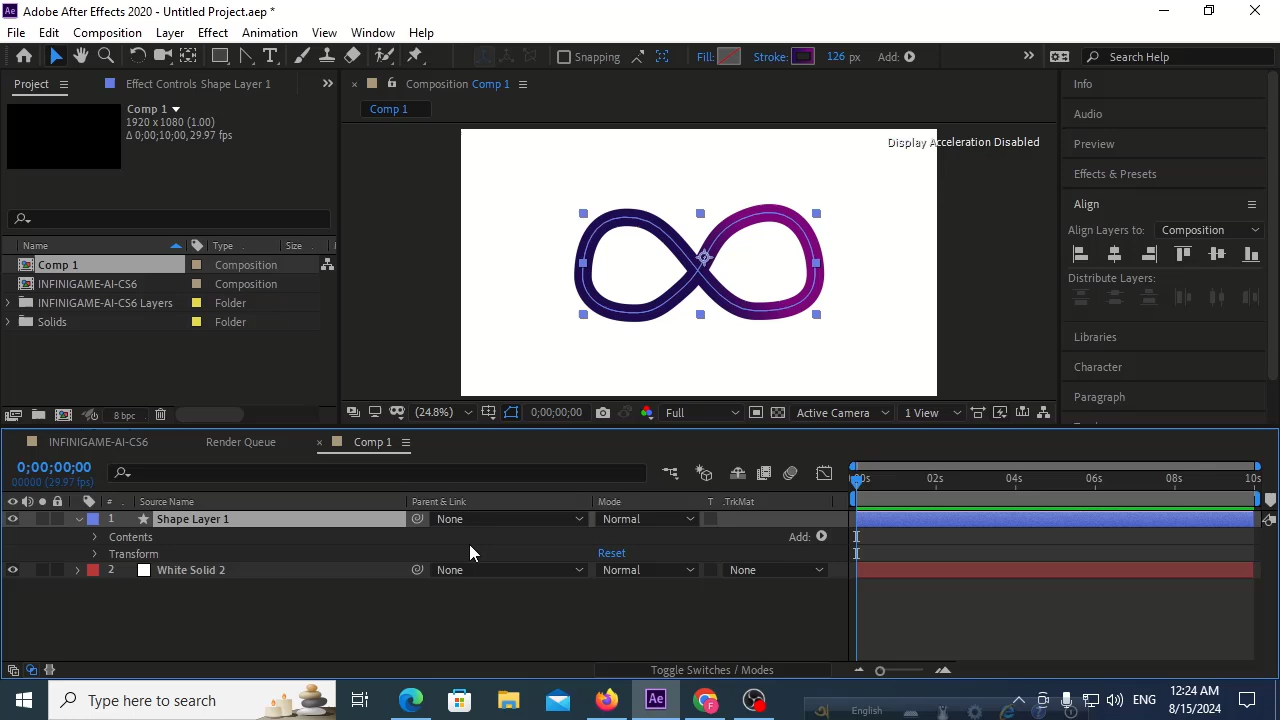 Adobe After Effects 2020 - Untitled Project.aep *
File Edit Composition Layer Effect Animation View Window Help
Snapping Fill: Stroke: 126 px Add: Search Help
Project Effect Controls Shape Layer 1
Composition Comp 1
Comp 1
Comp 1
1920 x 1080 (1.00)
Δ 0;00;10;00, 29.97 fps
Display Acceleration Disabled
Name Type Size
Comp 1 Composition
INFINIGAME-AI-CS6 Composition
INFINIGAME-AI-CS6 Layers Folder
Solids Folder
8 bpc
(24.8%) 0;00;00;00 Full Active Camera 1 View
Info
Audio
Preview
Effects & Presets
Align
Align Layers to: Composition
Distribute Layers:
Libraries
Character
Paragraph
INFINIGAME-AI-CS6 Render Queue Comp 1
0;00;00;00
00000 (29.97 fps)
02s 04s 06s 08s 10s
# Source Name Parent & Link Mode T .TrkMat
1 Shape Layer 1 None Normal
Contents Add:
Transform Reset
2 White Solid 2 None Normal None
Toggle Switches / Modes
Type here to search
ENG
12:24 AM
8/15/2024
English